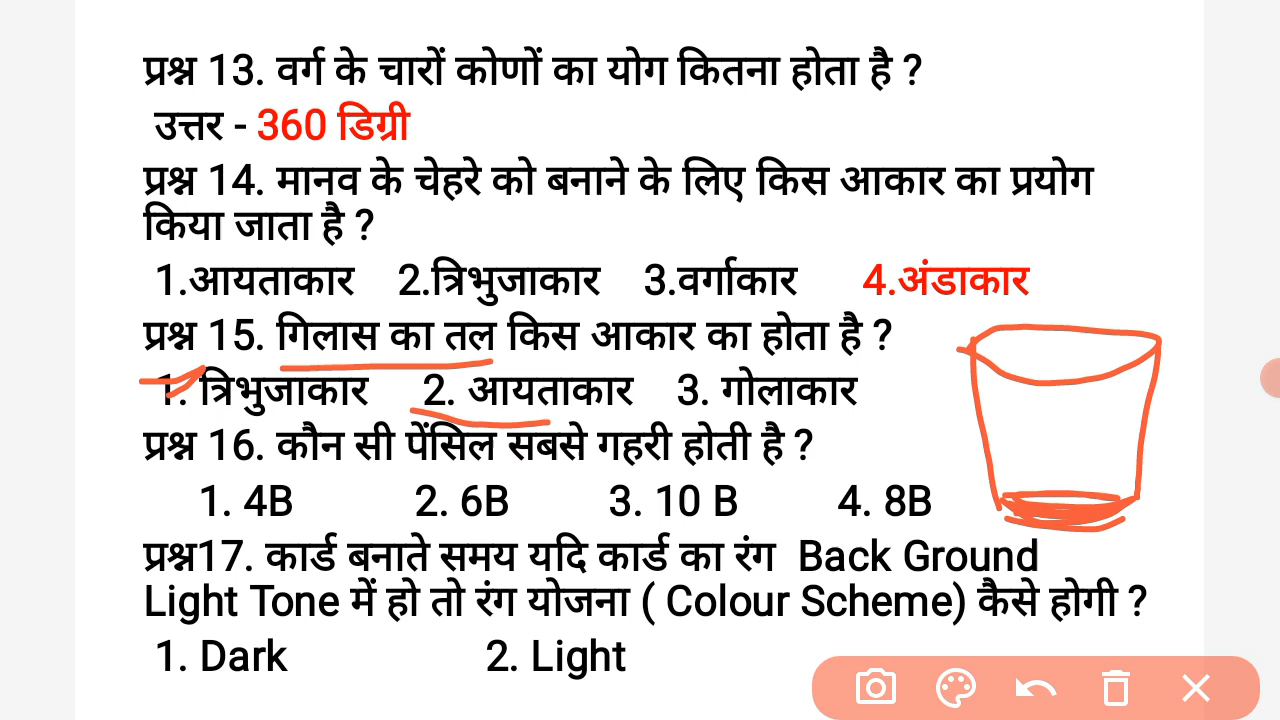 प्रश्न 13. वर्ग के चारों कोणों का योग कितना होता है ?
उत्तर - 360 डिग्री
प्रश्न 14. मानव के चेहरे को बनाने के लिए किस आकार का प्रयोग
किया जाता है ?
1.आयताकार 2.त्रिभुजाकार 3.वर्गाकार 4.अंडाकार
प्रश्न 15. गिलास का तल किस आकार का होता है ?
1. त्रिभुजाकार 2. आयताकार 3. गोलाकार
प्रश्न 16. कौन सी पेंसिल सबसे गहरी होती है ?
1. 4B 2. 6B 3. 10 B 4. 8B
प्रश्न17. कार्ड बनाते समय यदि कार्ड का रंग Back Ground
Light Tone में हो तो रंग योजना ( Colour Scheme) कैसे होगी ?
1. Dark 2. Light